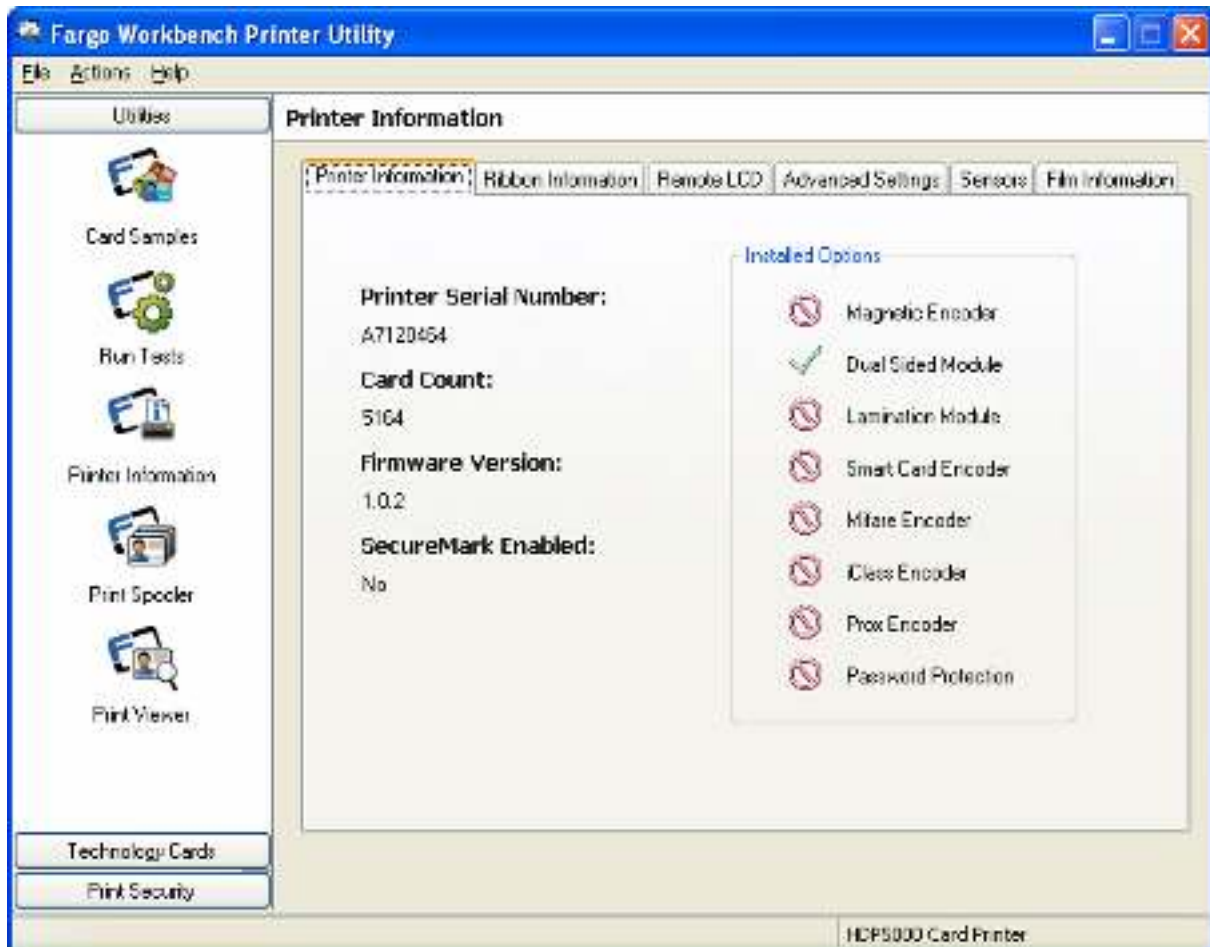 Fargo Workbench Printer Utility
File Actions Help
Utilities
Card Samples
Run Tests
Printer Information
Print Spooler
Print Viewer
Technology Cards
Print Security
Printer Information
Printer Information Ribbon Information Remote LCD Advanced Settings Sensors Film Information
Printer Serial Number:
A7120464
Card Count:
5164
Firmware Version:
1.0.2
SecureMark Enabled:
No
Installed Options
Magnetic Encoder
Dual Sided Module
Lamination Module
Smart Card Encoder
Mifare Encoder
iClass Encoder
Prox Encoder
Password Protection
HDP5000 Card Printer